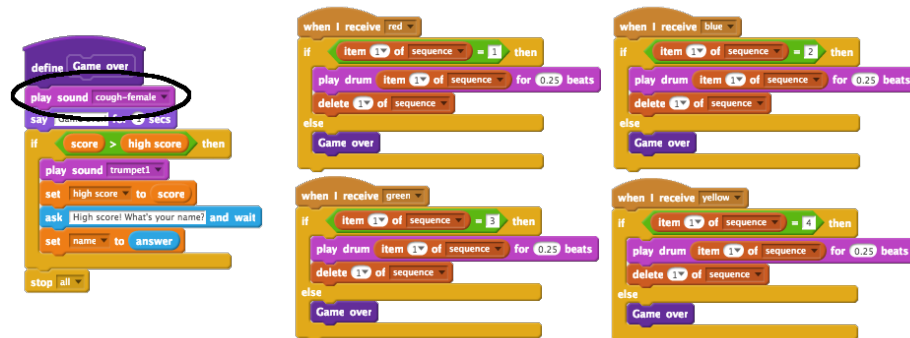 define Game over
play sound cough-female
say Game over! for secs
if score > high score then
play sound trumpet1
set high score to score
ask High score! What's your name? and wait
set name to answer
stop all
when I receive red
if item 1 of sequence = 1 then
play drum item 1 of sequence for 0.25 beats
delete 1 of sequence
else
Game over
when I receive blue
if item 1 of sequence = 2 then
play drum item 1 of sequence for 0.25 beats
delete 1 of sequence
else
Game over
when I receive green
if item 1 of sequence = 3 then
play drum item 1 of sequence for 0.25 beats
delete 1 of sequence
else
Game over
when I receive yellow
if item 1 of sequence = 4 then
play drum item 1 of sequence for 0.25 beats
delete 1 of sequence
else
Game over